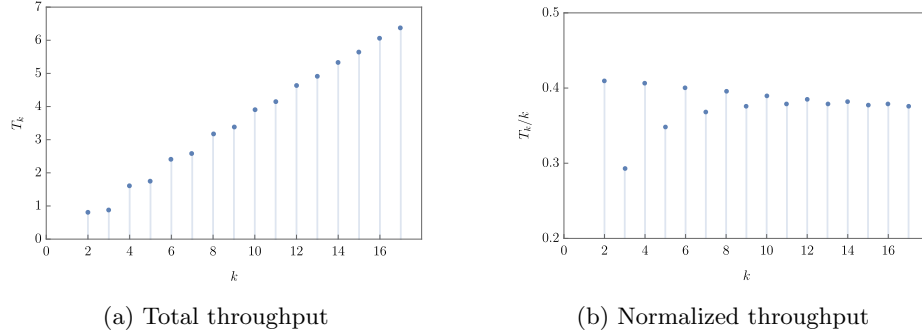 7
6
5
4
3
2
1
0
T_k
0 2 4 6 8 10 12 14 16
k
(a) Total throughput
0.5
0.4
0.3
0.2
T_k/k
0 2 4 6 8 10 12 14 16
k
(b) Normalized throughput